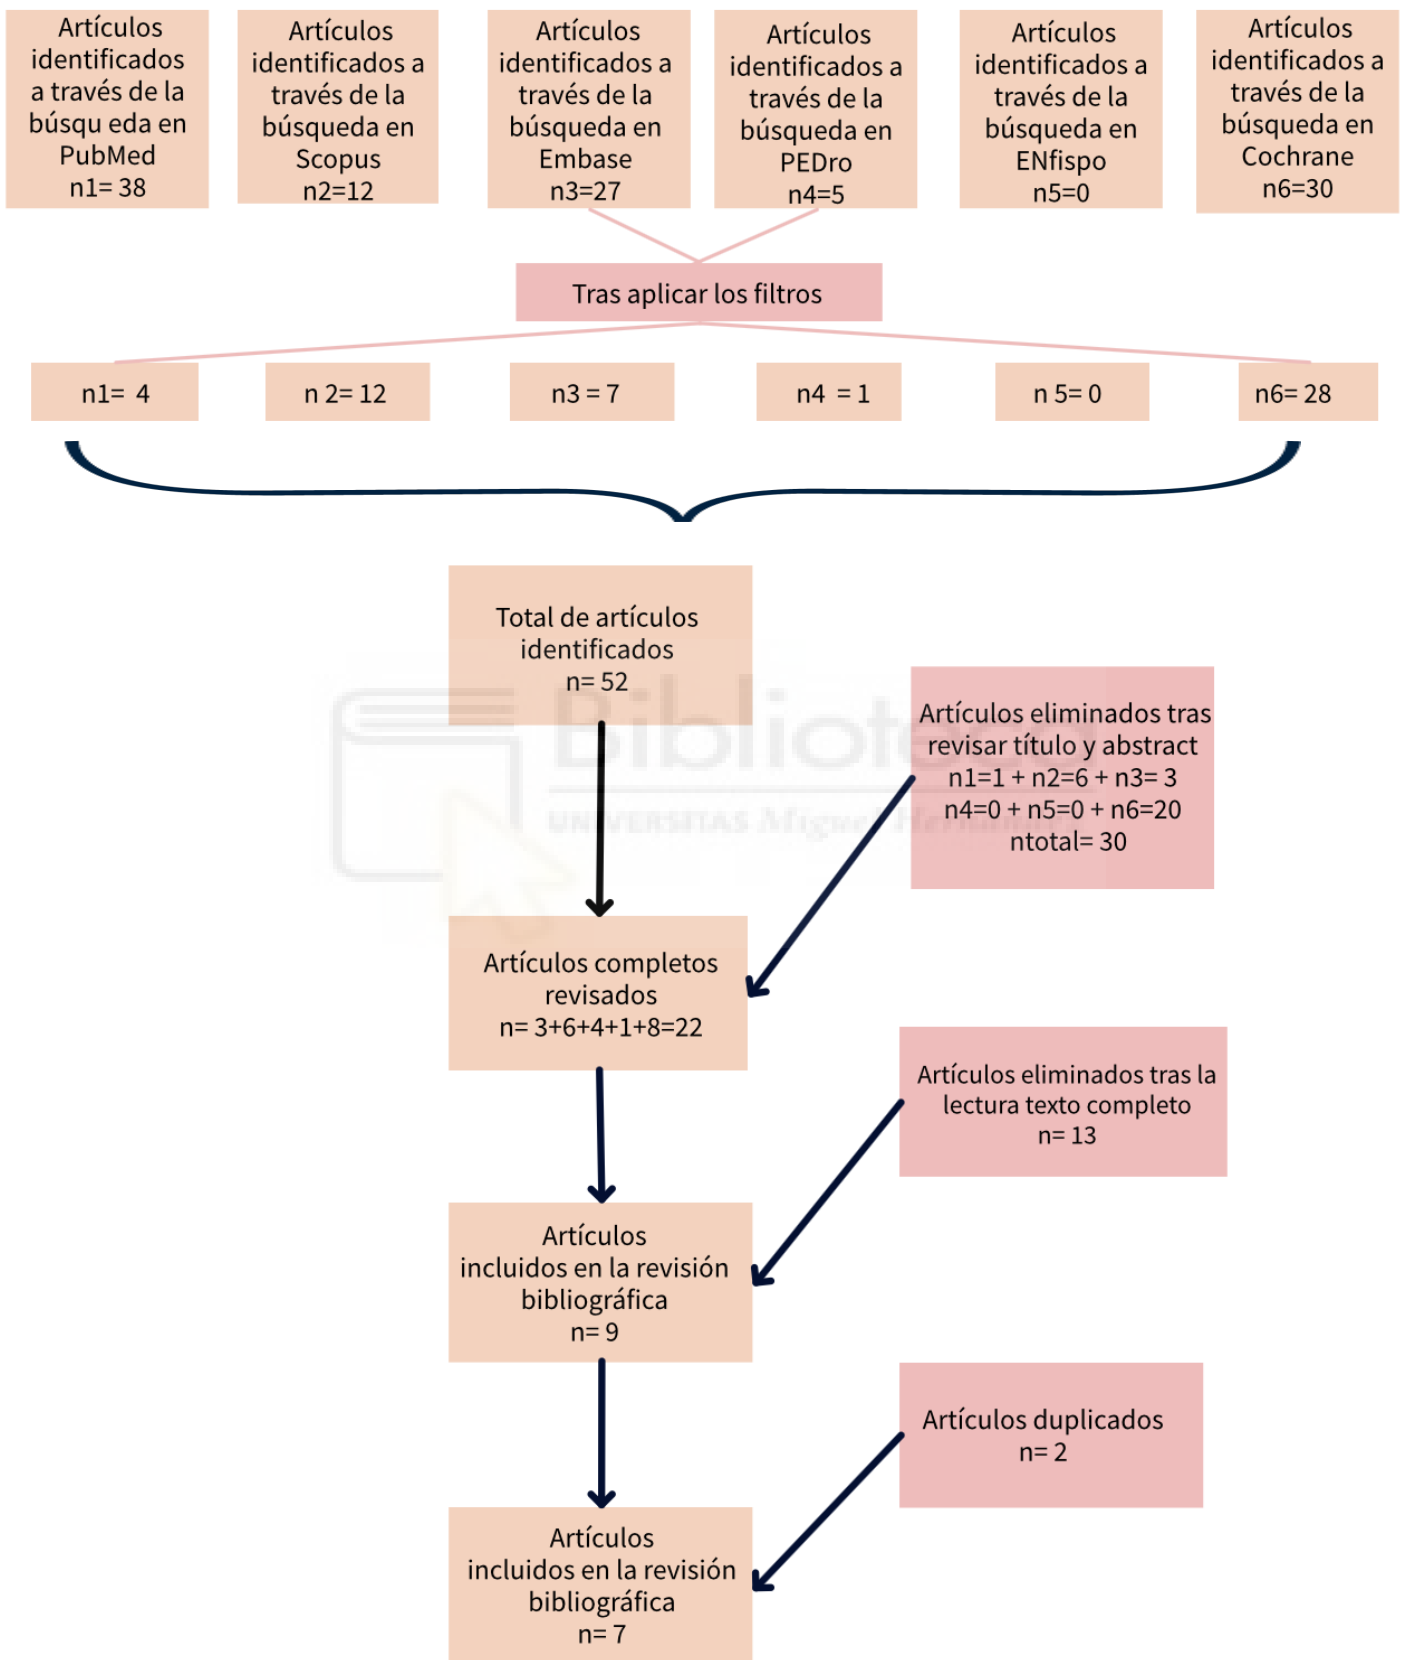 Artículos
identificados
a través de la
búsqu eda en
PubMed
n1= 38
Artículos
identificados a
través de la
búsqueda en
Scopus
n2=12
Artículos
identificados a
través de la
búsqueda en
Embase
n3=27
Artículos
identificados a
través de la
búsqueda en
PEDro
n4=5
Artículos
identificados a
través de la
búsqueda en
ENfispo
n5=0
Artículos
identificados a
través de la
búsqueda en
Cochrane
n6=30
Tras aplicar los filtros
n1= 4
n 2= 12
n3 = 7
n4 = 1
n 5= 0
n6= 28
Total de artículos
identificados
n= 52
Biblioteca
UNIVERSITAS Miguel Hernández
Artículos eliminados tras
revisar título y abstract
n1=1 + n2=6 + n3= 3
n4=0 + n5=0 + n6=20
ntotal= 30
Artículos completos
revisados
n= 3+6+4+1+8=22
Artículos eliminados tras la
lectura texto completo
n= 13
Artículos
incluidos en la revisión
bibliográfica
n= 9
Artículos duplicados
n= 2
Artículos
incluidos en la revisión
bibliográfica
n= 7